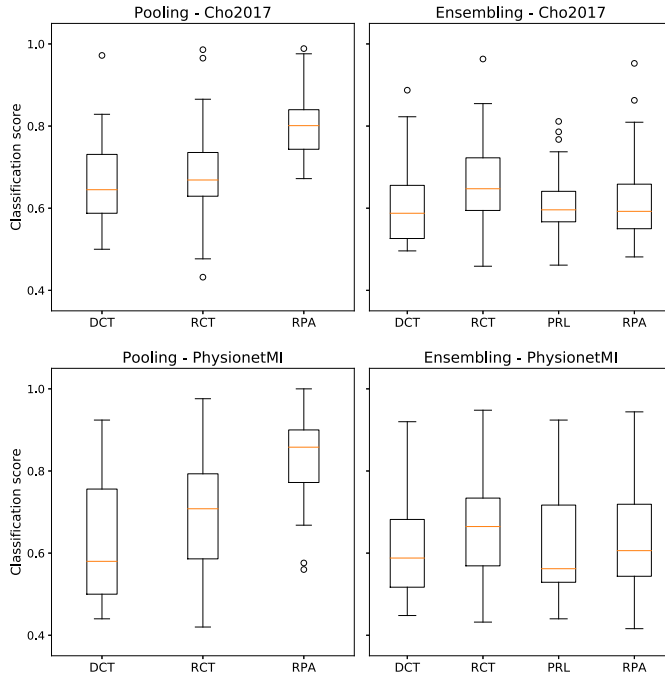 Pooling - Cho2017
Classification score
1.0
0.8
0.6
0.4
DCT RCT RPA
Ensembling - Cho2017
DCT RCT PRL RPA
Pooling - PhysionetMI
Classification score
1.0
0.8
0.6
0.4
DCT RCT RPA
Ensembling - PhysionetMI
DCT RCT PRL RPA